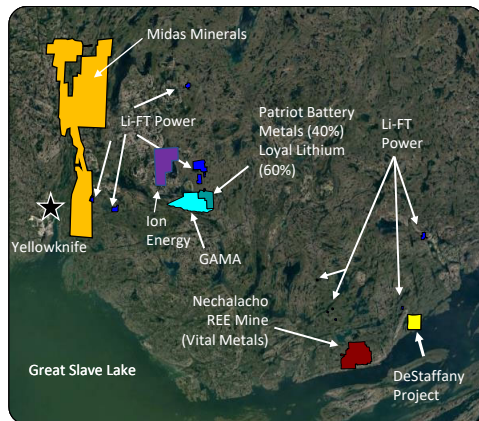 Midas Minerals
Li-FT Power
Patriot Battery
Metals (40%)
Loyal Lithium
(60%)
Li-FT
Power
Ion
Energy
GAMA
Yellowknife
Nechalacho
REE Mine
(Vital Metals)
Great Slave Lake
DeStaffany
Project